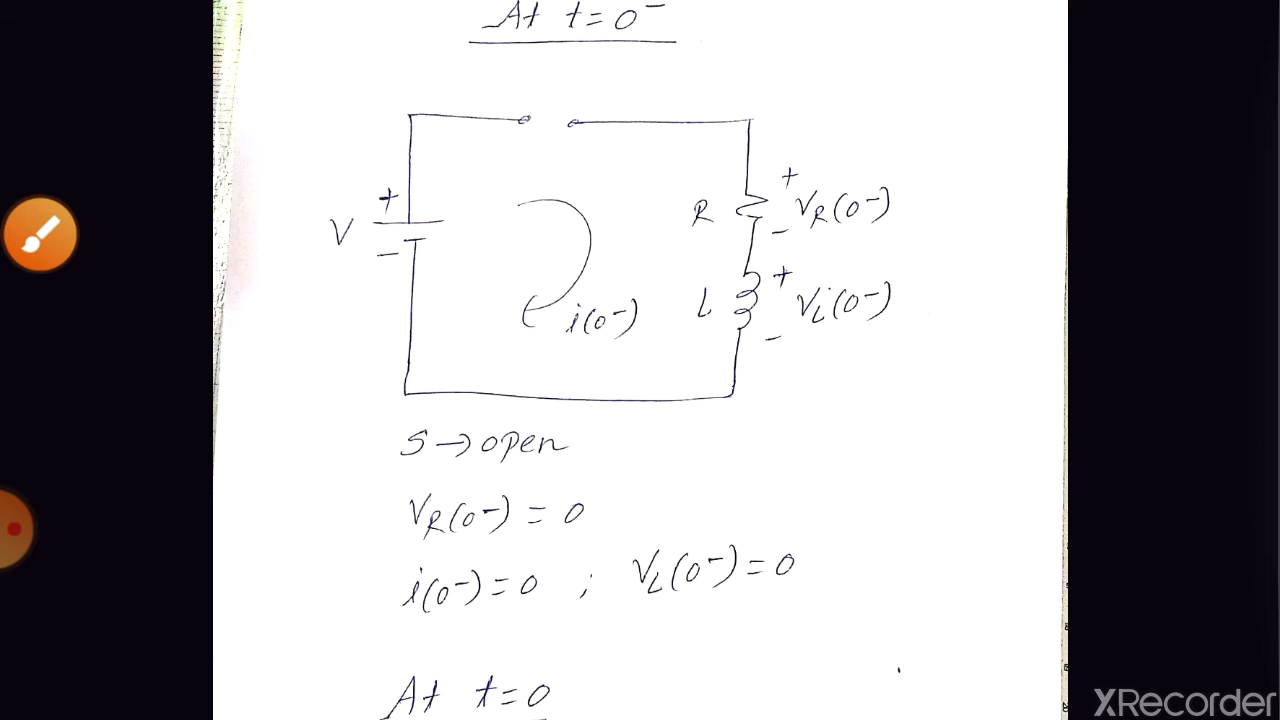 At t=0⁻
+
V
−
R
+
V_R(0⁻)
−
L
+
V_L(0⁻)
−
i(0⁻)
S → open
V_R(0⁻) = 0
i(0⁻) = 0 ; V_L(0⁻) = 0
At t=0
XRecorder